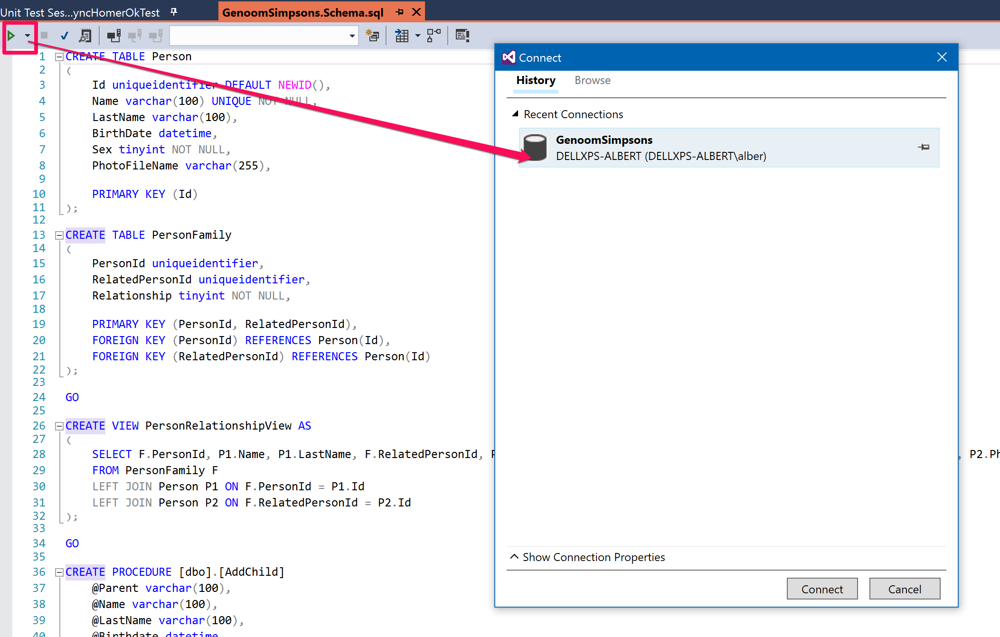 Unit Test Ses...yncHomerOkTest
GenoomSimpsons.Schema.sql
1 CREATE TABLE Person
2 (
3 Id uniqueidentifier DEFAULT NEWID(),
4 Name varchar(100) UNIQUE NOT NULL,
5 LastName varchar(100),
6 BirthDate datetime,
7 Sex tinyint NOT NULL,
8 PhotoFileName varchar(255),
9
10 PRIMARY KEY (Id)
11 );
12
13 CREATE TABLE PersonFamily
14 (
15 PersonId uniqueidentifier,
16 RelatedPersonId uniqueidentifier,
17 Relationship tinyint NOT NULL,
18
19 PRIMARY KEY (PersonId, RelatedPersonId),
20 FOREIGN KEY (PersonId) REFERENCES Person(Id),
21 FOREIGN KEY (RelatedPersonId) REFERENCES Person(Id)
22 );
23
24 GO
25
26 CREATE VIEW PersonRelationshipView AS
27 (
28 SELECT F.PersonId, P1.Name, P1.LastName, F.RelatedPersonId, , P2.Ph
29 FROM PersonFamily F
30 LEFT JOIN Person P1 ON F.PersonId = P1.Id
31 LEFT JOIN Person P2 ON F.RelatedPersonId = P2.Id
32 );
33
34 GO
35
36 CREATE PROCEDURE [dbo].[AddChild]
37 @Parent varchar(100),
38 @Name varchar(100),
39 @LastName varchar(100),
40 @Birthdate datetime
Connect
History Browse
Recent Connections
GenoomSimpsons
DELLXPS-ALBERT (DELLXPS-ALBERT\alber)
Show Connection Properties
Connect Cancel